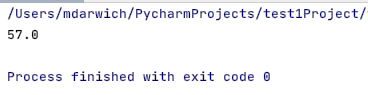 /Users/mdarwich/PycharmProjects/test1Project/
57.0
Process finished with exit code 0